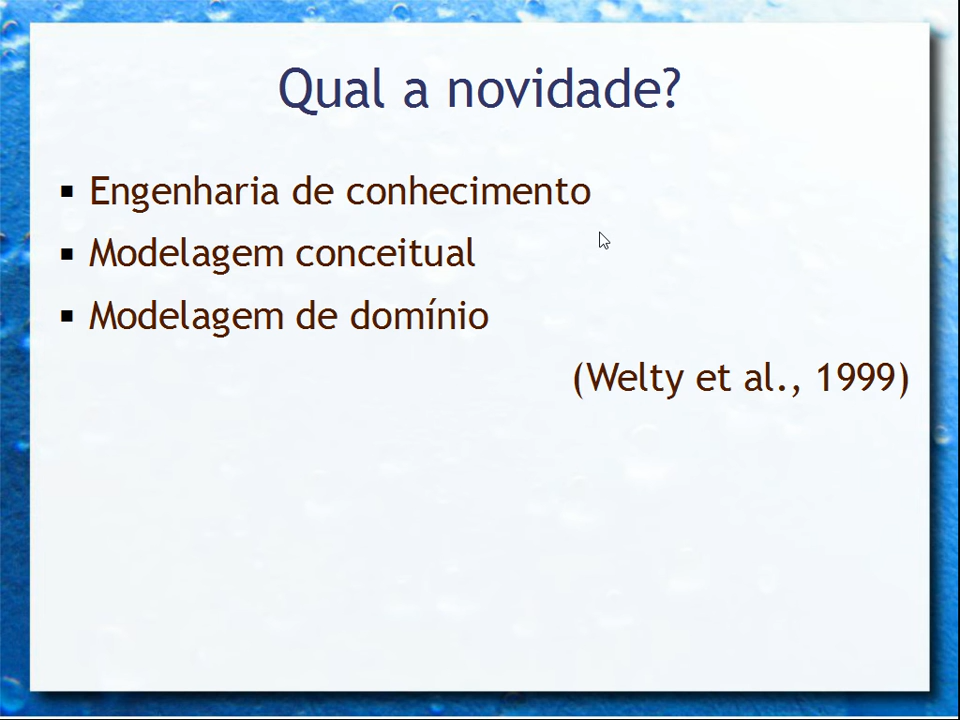 Qual a novidade?
Engenharia de conhecimento
Modelagem conceitual
Modelagem de domínio
(Welty et al., 1999)